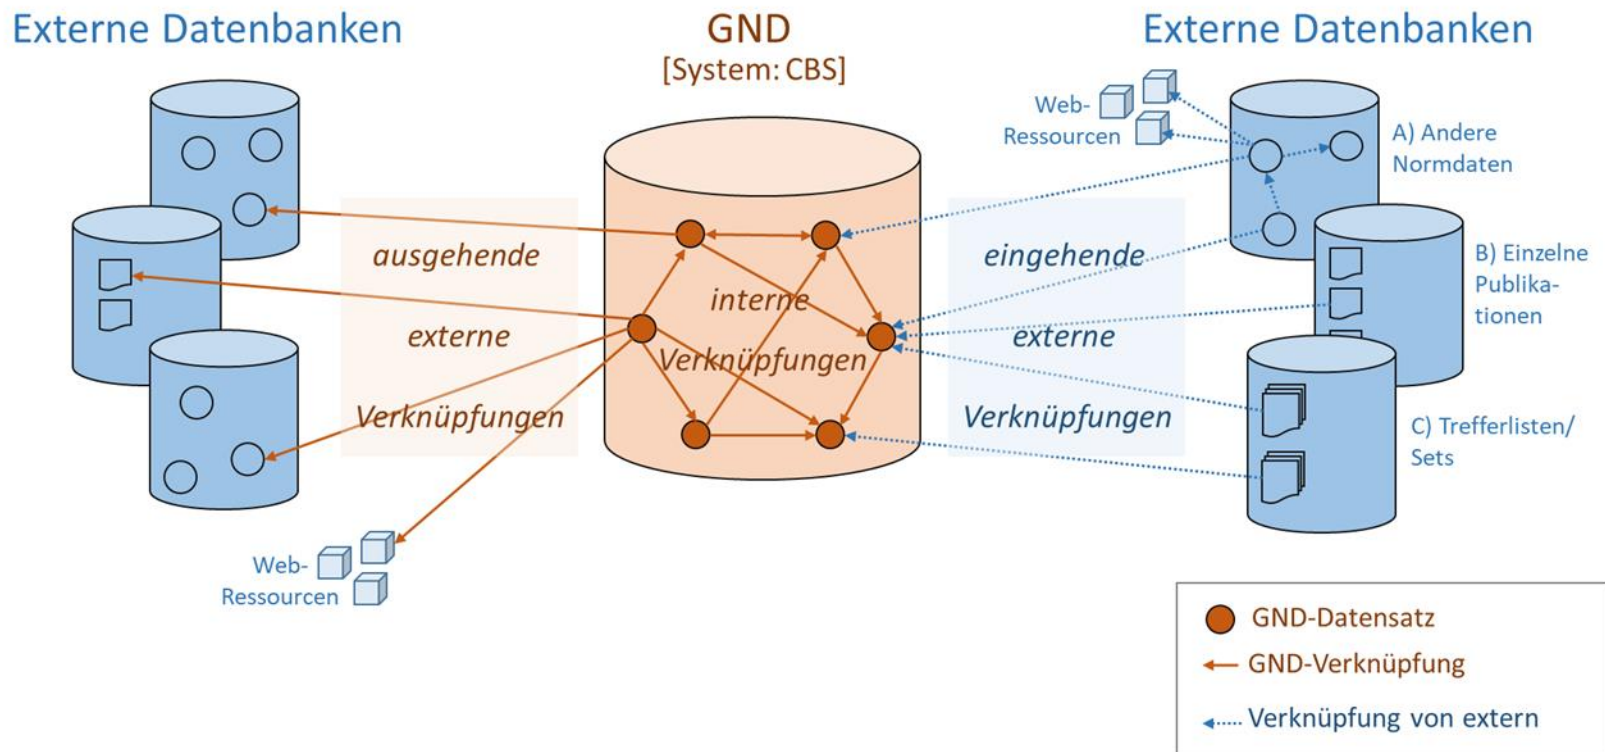 Externe Datenbanken
GND
[System: CBS]
Externe Datenbanken
Web-
Ressourcen
A) Andere
Normdaten
B) Einzelne
Publika-
tionen
C) Trefferlisten/
Sets
ausgehende
externe
Verknüpfungen
interne
Verknüpfungen
eingehende
externe
Verknüpfungen
Web-
Ressourcen
GND-Datensatz
GND-Verknüpfung
Verknüpfung von extern